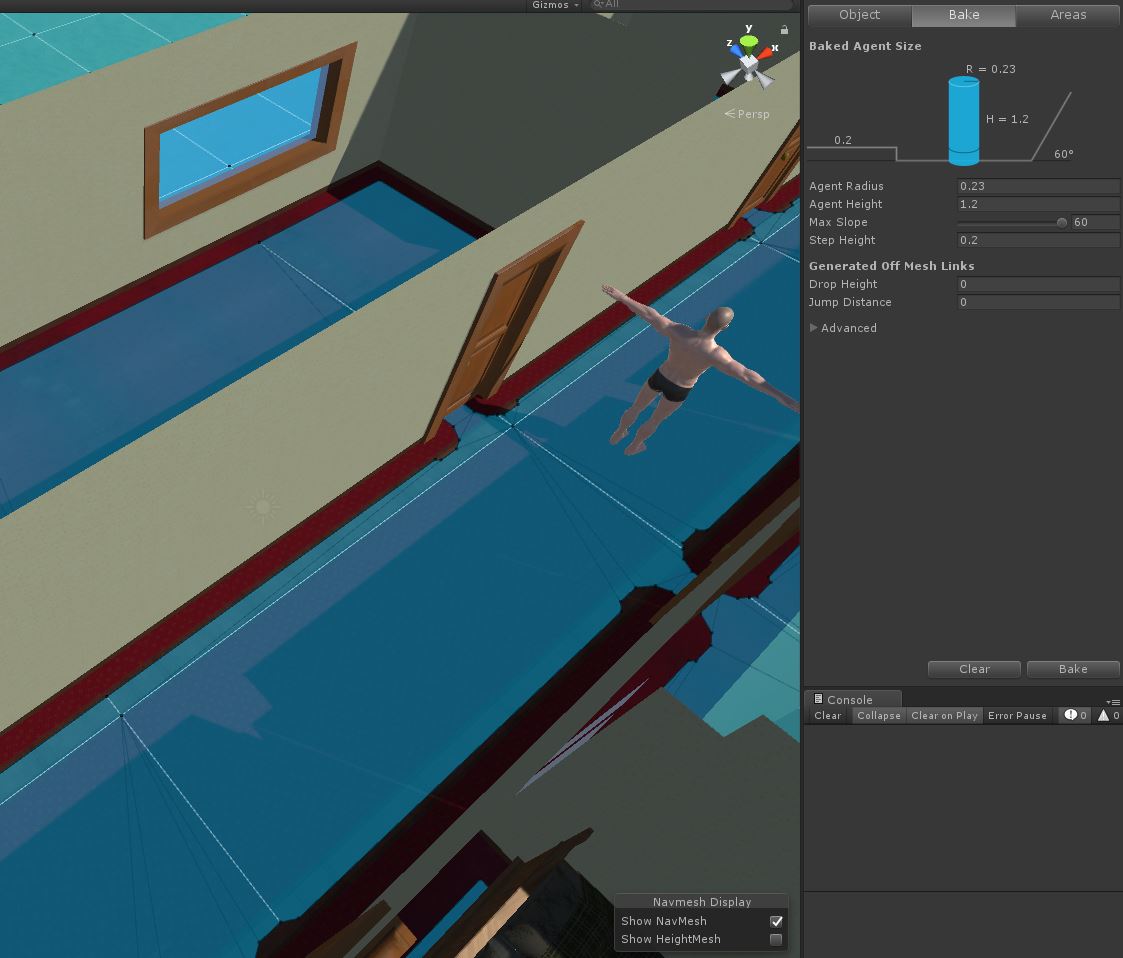 Gizmos All
y
z x
Persp
Navmesh Display
Show NavMesh
Show HeightMesh
Object Bake Areas
Baked Agent Size
R = 0.23
H = 1.2
0.2
60°
Agent Radius 0.23
Agent Height 1.2
Max Slope 60
Step Height 0.2
Generated Off Mesh Links
Drop Height 0
Jump Distance 0
Advanced
Clear Bake
Console
Clear Collapse Clear on Play Error Pause 0 0